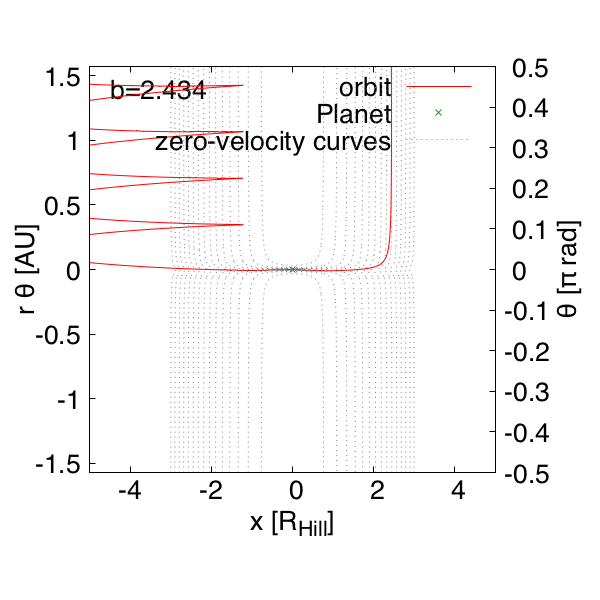 b=2.434
orbit
Planet
zero-velocity curves
1.5
1
0.5
0
-0.5
-1
-1.5
r θ [AU]
0.5
0.4
0.3
0.2
0.1
0
-0.1
-0.2
-0.3
-0.4
-0.5
θ [π rad]
-4 -2 0 2 4
x [R_Hill]